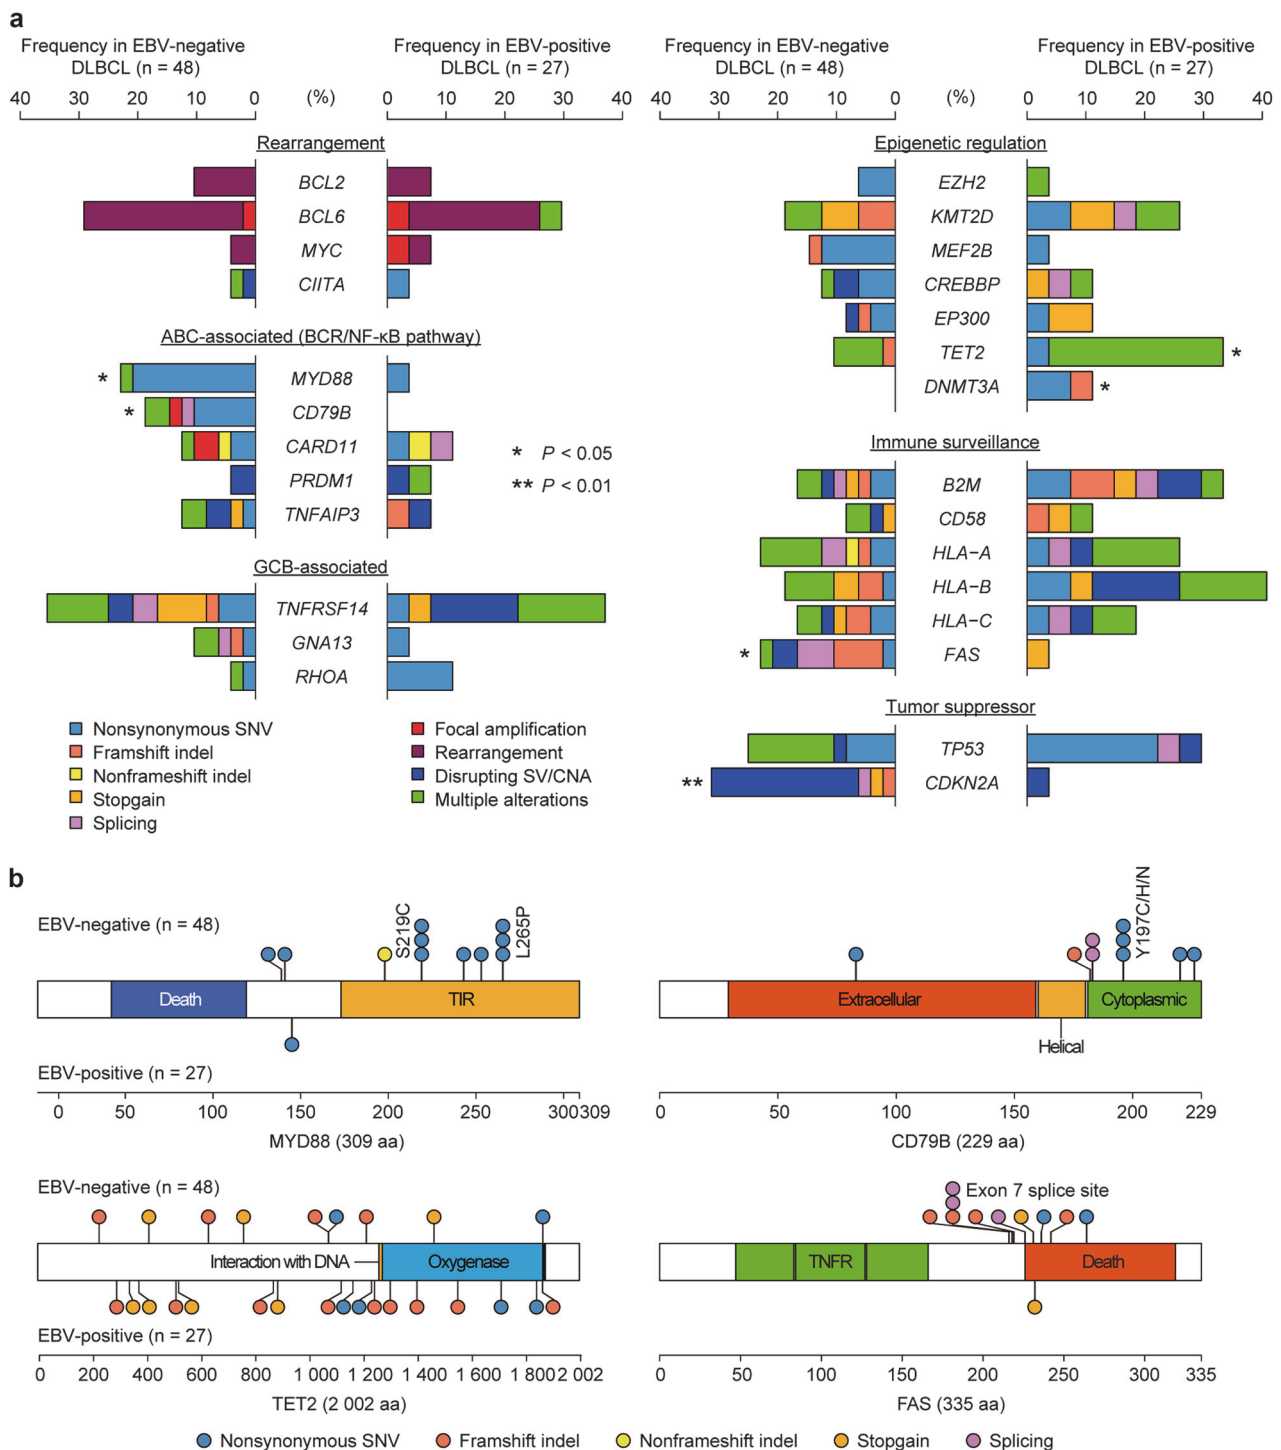 a
Frequency in EBV-negative
DLBCL (n = 48)
Frequency in EBV-positive
DLBCL (n = 27)
40 30 20 10 0 (%) 0 10 20 30 40
Rearrangement
BCL2
BCL6
MYC
CIITA
ABC-associated (BCR/NF-κB pathway)
* MYD88
* CD79B
CARD11
PRDM1
TNFAIP3
* P < 0.05
** P < 0.01
GCB-associated
TNFRSF14
GNA13
RHOA
Nonsynonymous SNV
Framshift indel
Nonframeshift indel
Stopgain
Splicing
Focal amplification
Rearrangement
Disrupting SV/CNA
Multiple alterations
Frequency in EBV-negative
DLBCL (n = 48)
Frequency in EBV-positive
DLBCL (n = 27)
40 30 20 10 0 (%) 0 10 20 30 40
Epigenetic regulation
EZH2
KMT2D
MEF2B
CREBBP
EP300
TET2 *
DNMT3A *
Immune surveillance
B2M
CD58
HLA−A
HLA−B
HLA−C
* FAS
Tumor suppressor
TP53
** CDKN2A
b
EBV-negative (n = 48)
S219C
L265P
Death
TIR
EBV-positive (n = 27)
0 50 100 150 200 250 300 309
MYD88 (309 aa)
Y197C/H/N
Extracellular
Cytoplasmic
Helical
0 50 100 150 200 229
CD79B (229 aa)
EBV-negative (n = 48)
Interaction with DNA
Oxygenase
EBV-positive (n = 27)
0 200 400 600 800 1 000 1 200 1 400 1 600 1 800 2 002
TET2 (2 002 aa)
Exon 7 splice site
TNFR
Death
0 50 100 150 200 250 300 335
FAS (335 aa)
Nonsynonymous SNV
Framshift indel
Nonframeshift indel
Stopgain
Splicing